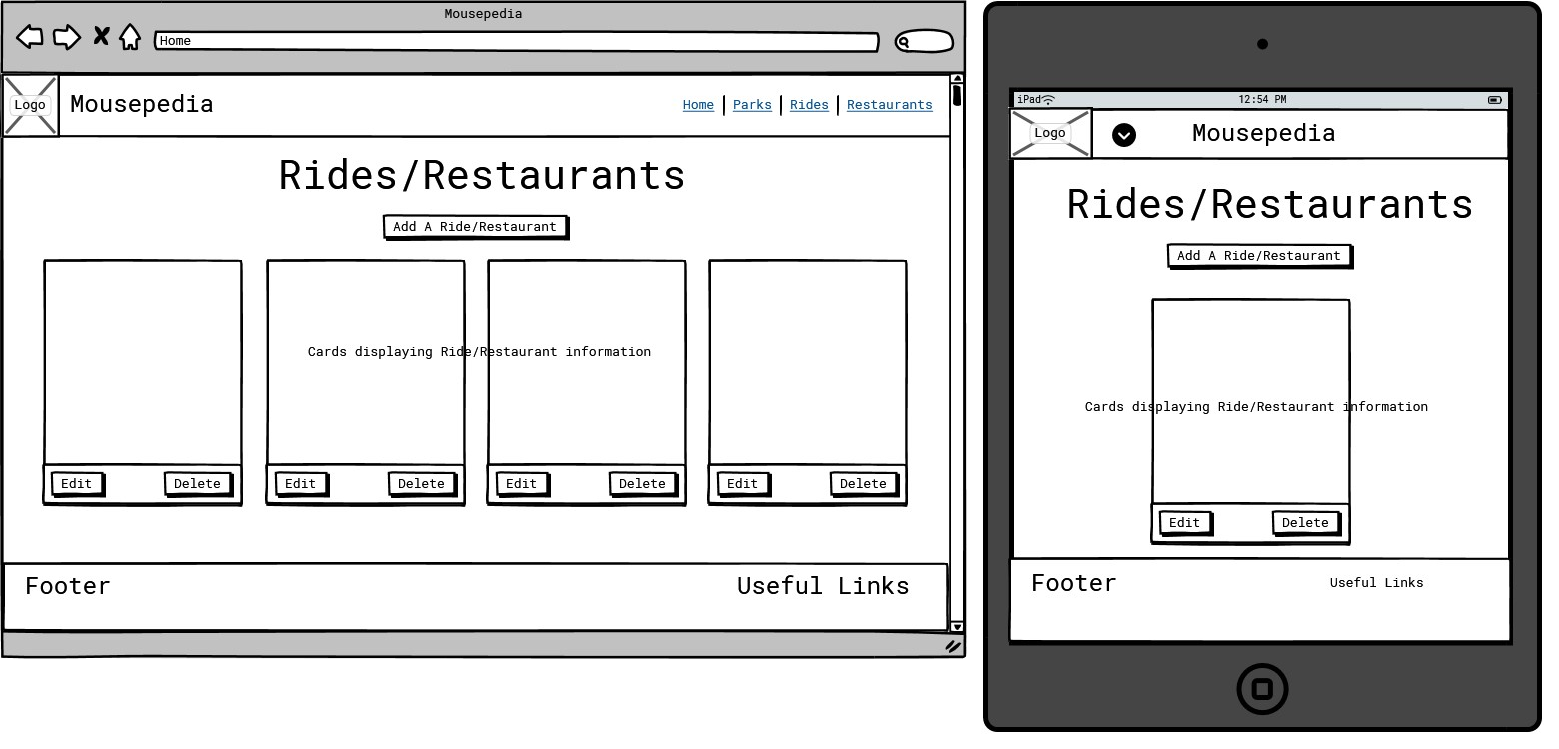 Mousepedia
Home
Logo
Mousepedia
Home
Parks
Rides
Restaurants
Rides/Restaurants
Add A Ride/Restaurant
Cards displaying Ride/Restaurant information
Edit
Delete
Edit
Delete
Edit
Delete
Edit
Delete
Footer
Useful Links
iPad
12:54 PM
Logo
Mousepedia
Rides/Restaurants
Add A Ride/Restaurant
Cards displaying Ride/Restaurant information
Edit
Delete
Footer
Useful Links